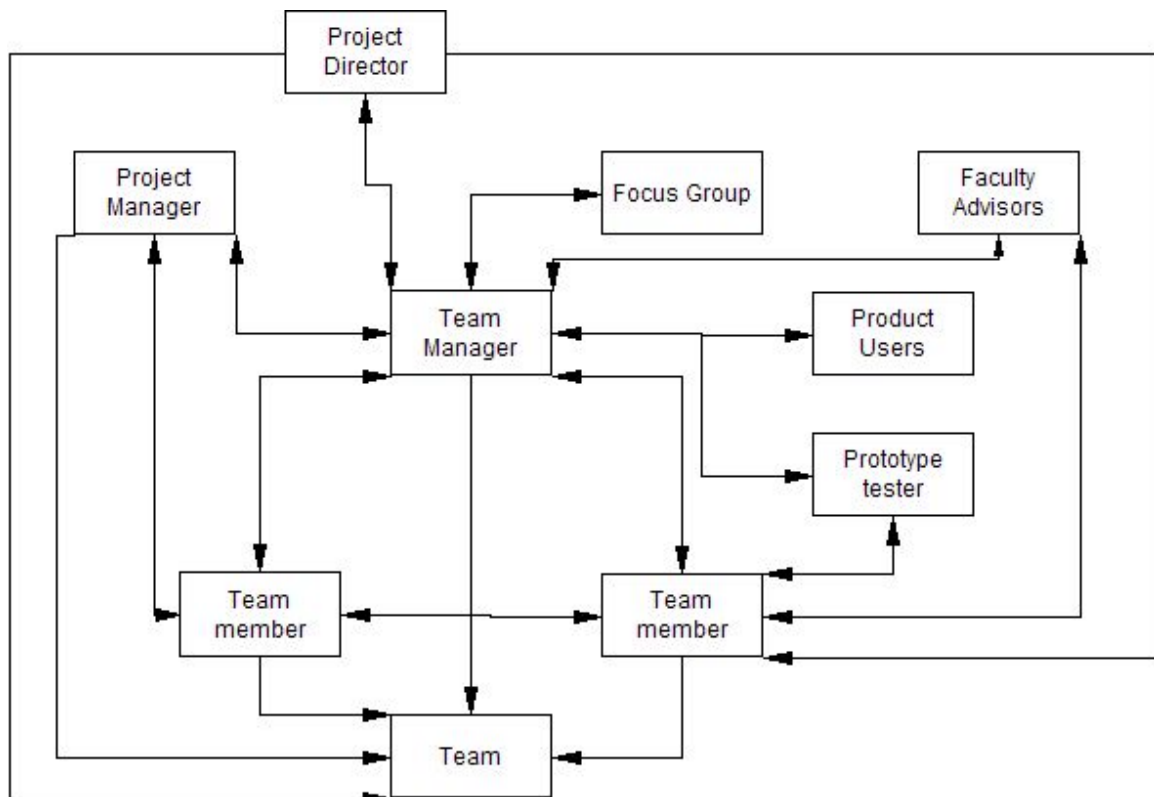 Project
Director
Project
Manager
Focus Group
Faculty
Advisors
Team
Manager
Product
Users
Prototype
tester
Team
member
Team
member
Team